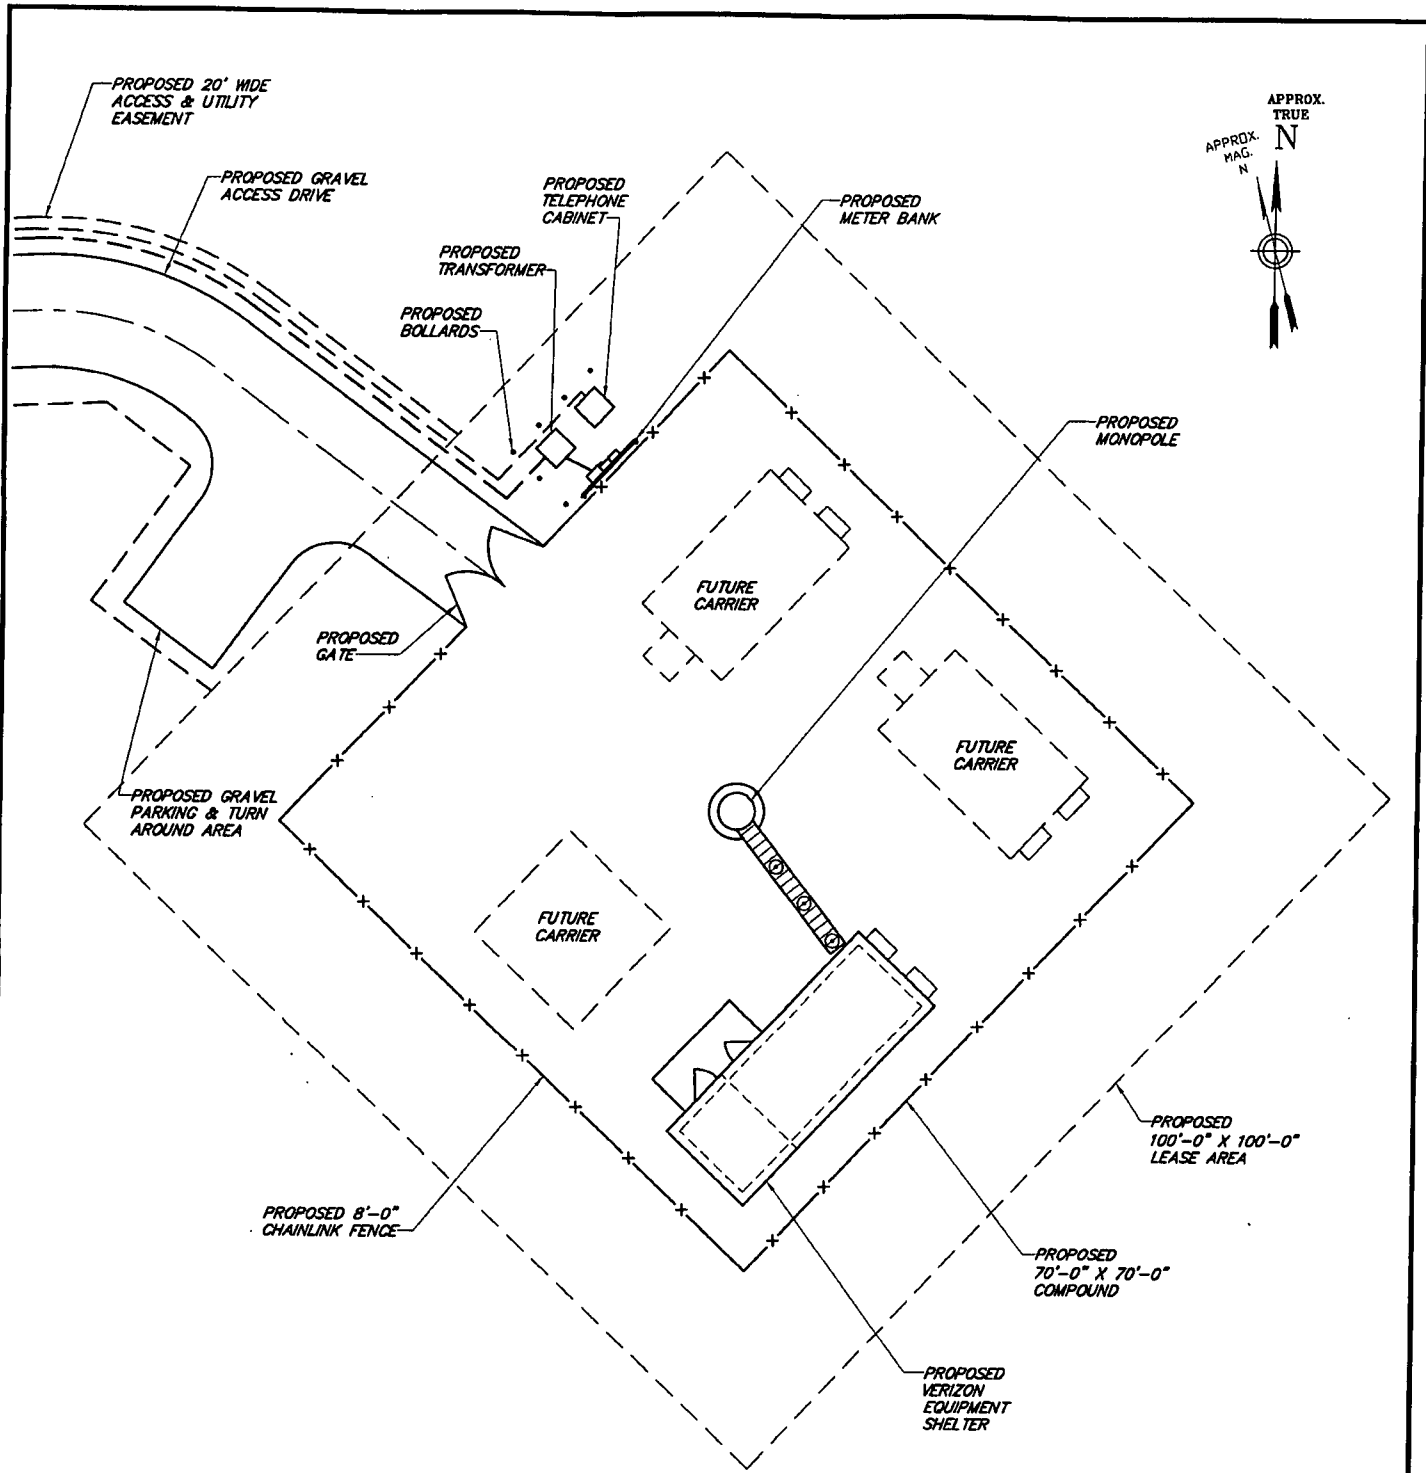 PROPOSED 20' WIDE
ACCESS & UTILITY
EASEMENT
APPROX.
TRUE
N
APPROX.
MAG.
N
PROPOSED GRAVEL
ACCESS DRIVE
PROPOSED
TELEPHONE
CABINET
PROPOSED
METER BANK
PROPOSED
TRANSFORMER
PROPOSED
BOLLARDS
PROPOSED
MONOPOLE
FUTURE
CARRIER
PROPOSED
GATE
FUTURE
CARRIER
PROPOSED GRAVEL
PARKING & TURN
AROUND AREA
FUTURE
CARRIER
PROPOSED
100'-0" X 100'-0"
LEASE AREA
PROPOSED 8'-0"
CHAINLINK FENCE
PROPOSED
70'-0" X 70'-0"
COMPOUND
PROPOSED
VERIZON
EQUIPMENT
SHELTER